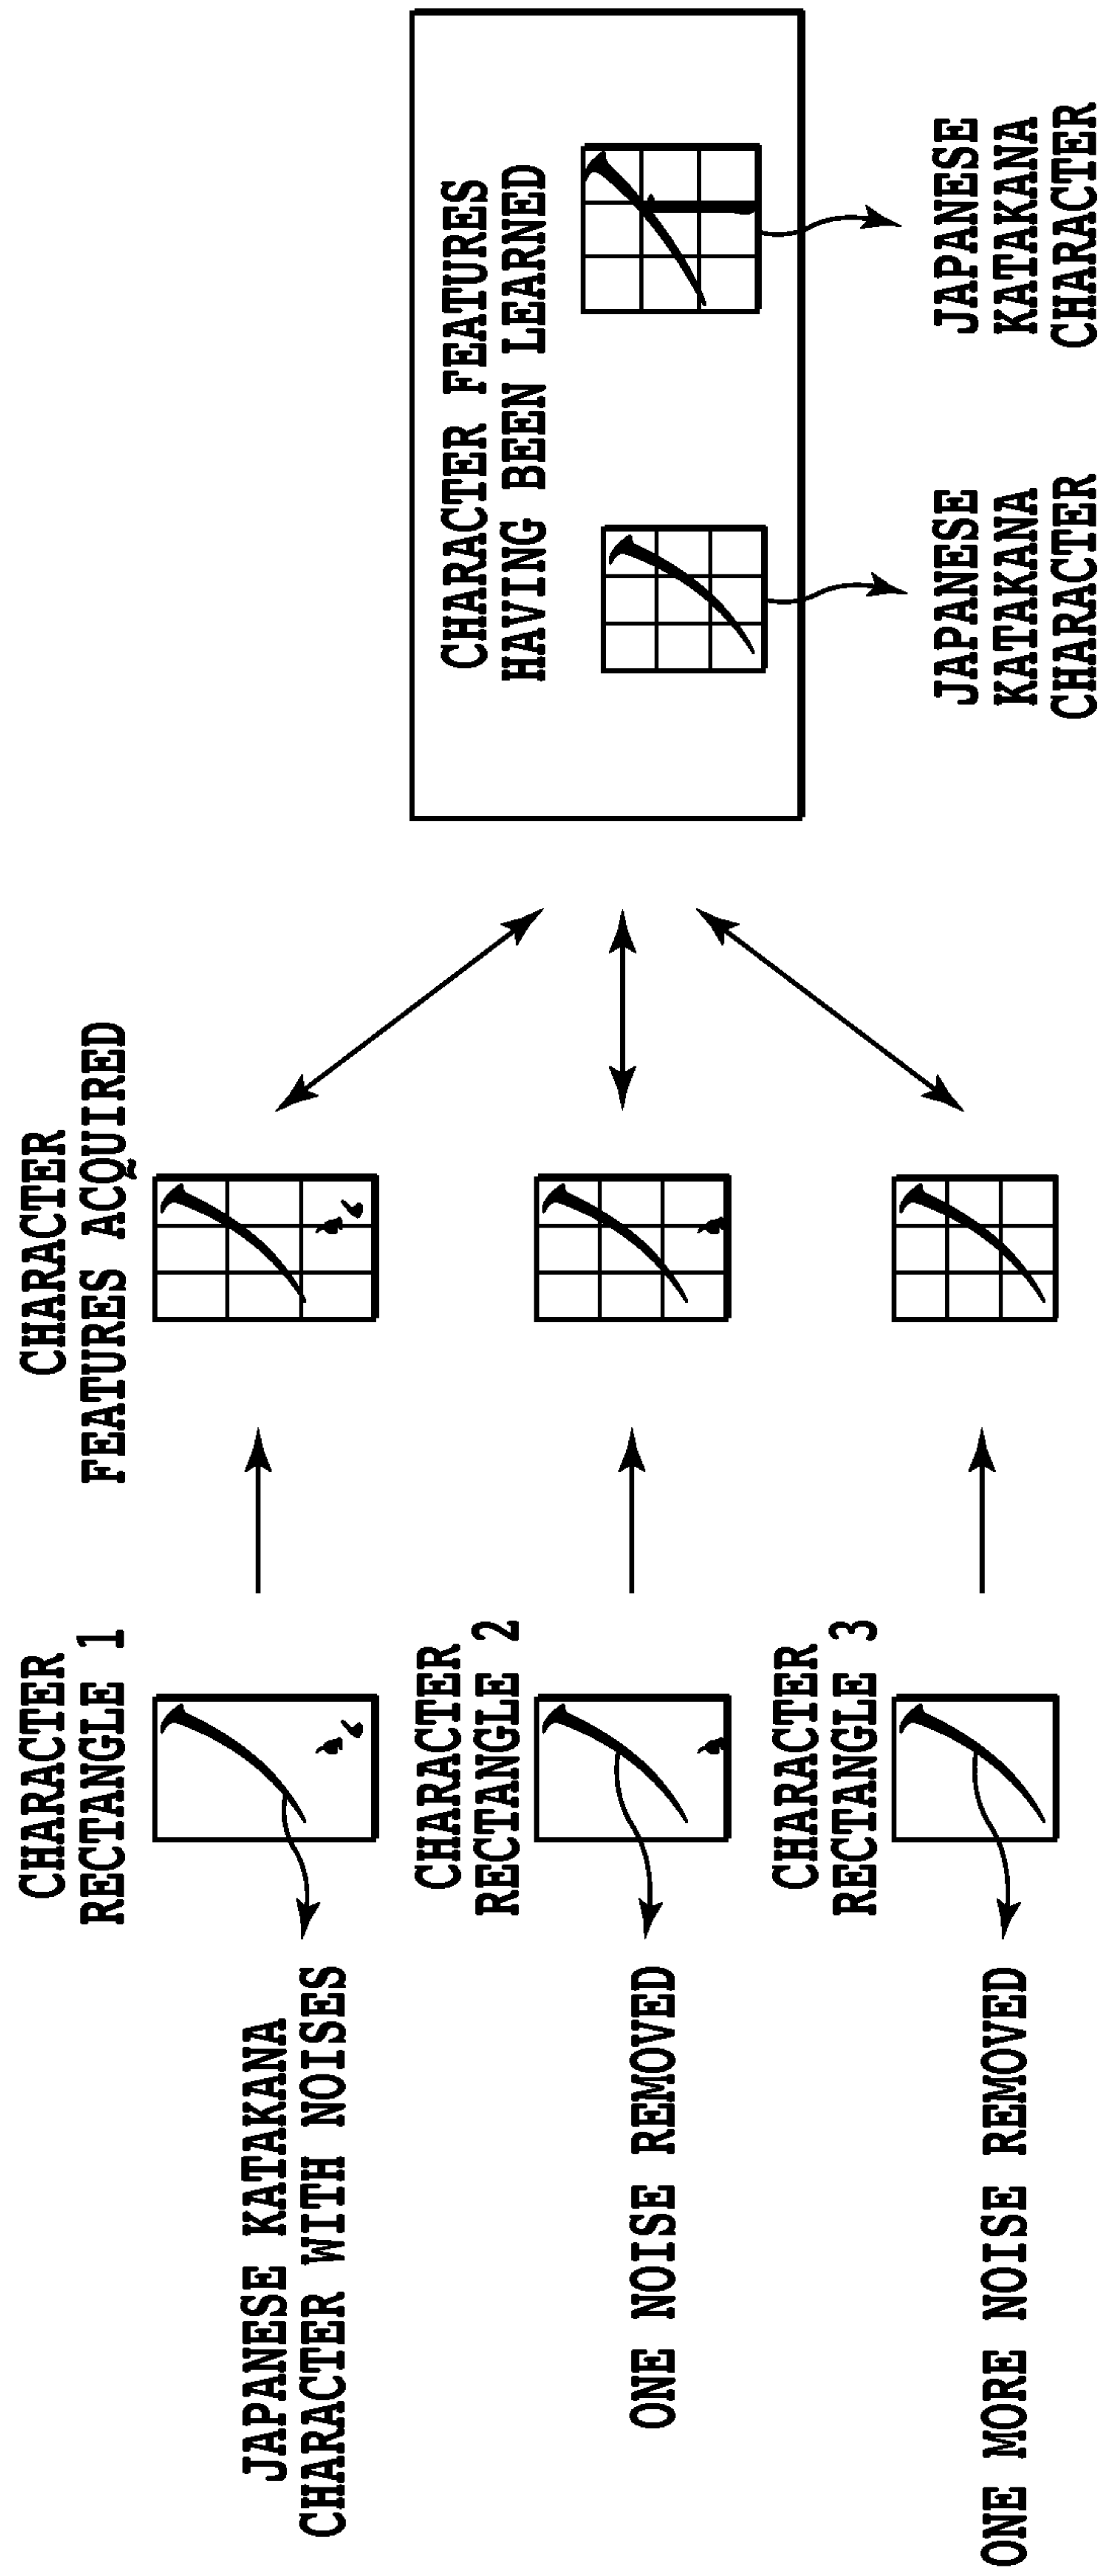 CHARACTER
RECTANGLE 1
CHARACTER
FEATURES ACQUIRED
JAPANESE KATAKANA
CHARACTER WITH NOISES
CHARACTER
RECTANGLE 2
ONE NOISE REMOVED
CHARACTER
RECTANGLE 3
ONE MORE NOISE REMOVED
CHARACTER FEATURES
HAVING BEEN LEARNED
JAPANESE
KATAKANA
CHARACTER
JAPANESE
KATAKANA
CHARACTER